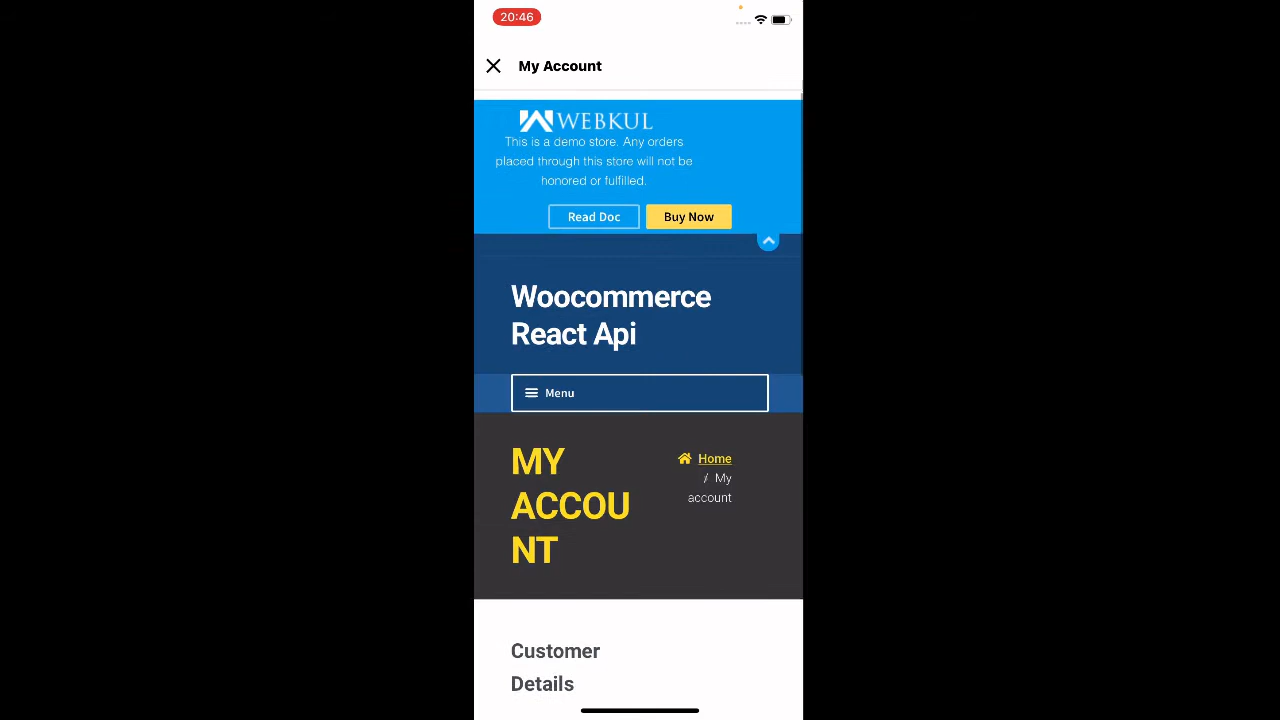 20:46
My Account
WEBKUL
This is a demo store. Any orders
placed through this store will not be
honored or fulfilled.
Read Doc
Buy Now
Woocommerce
React Api
Menu
MY
ACCOU
NT
Home
/ My
account
Customer
Details